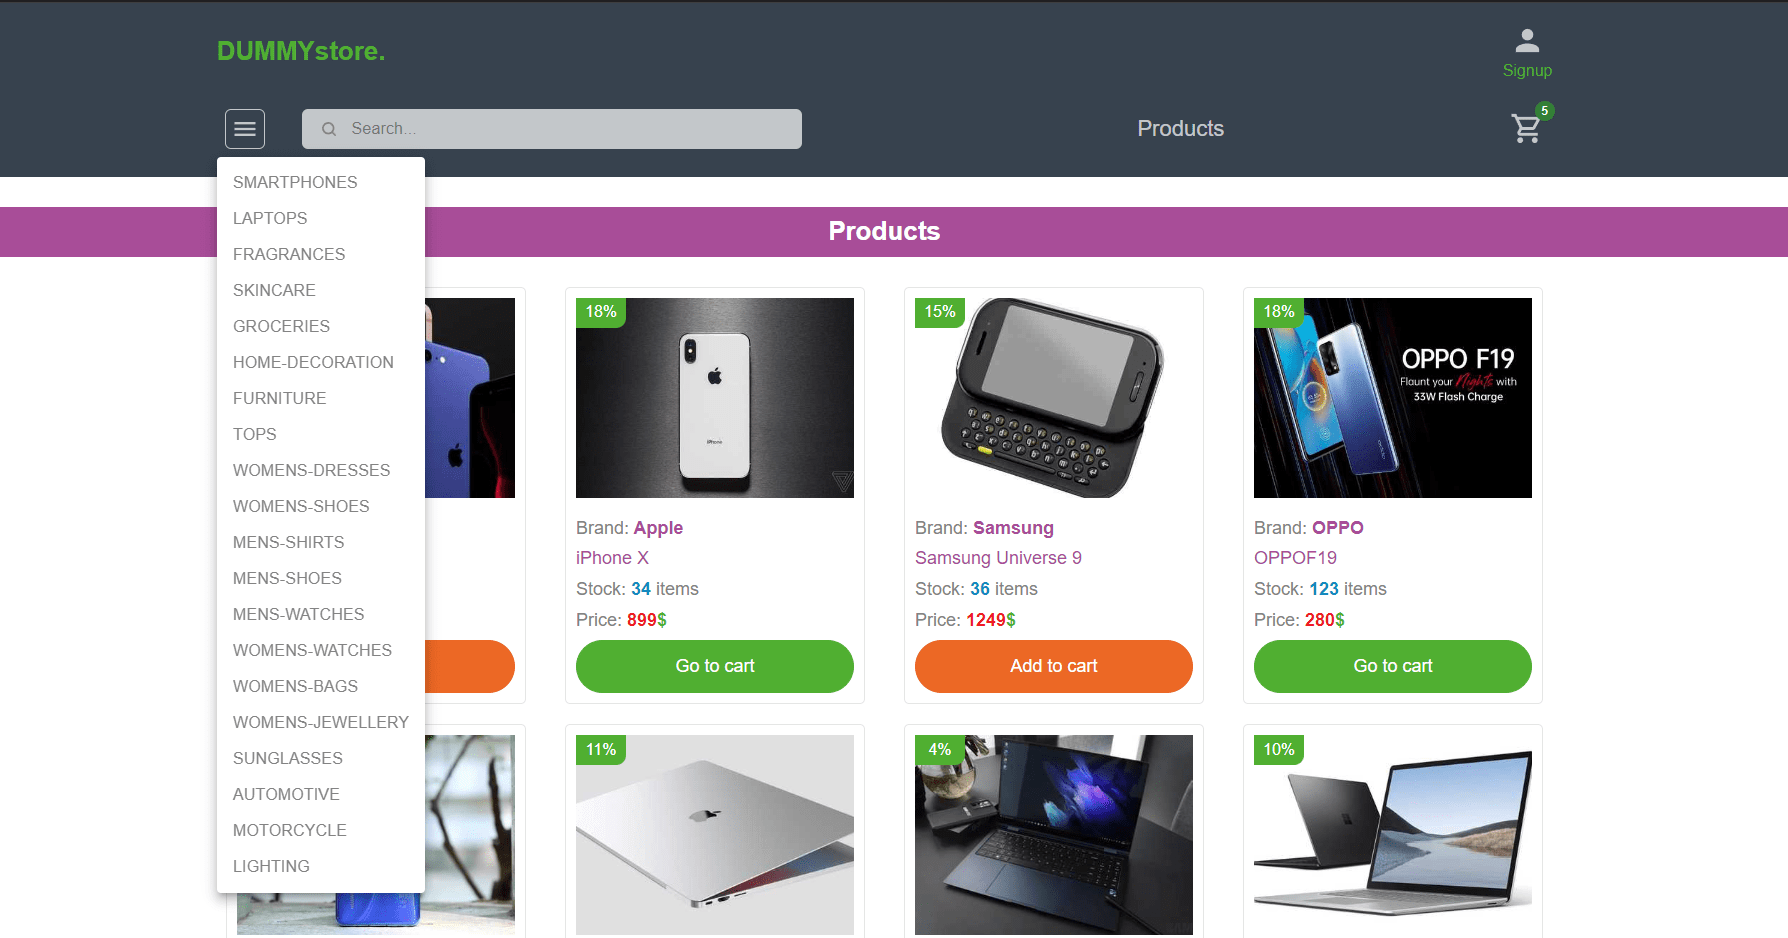 DUMMYstore.
Signup
Search...
Products
5
SMARTPHONES
LAPTOPS
FRAGRANCES
SKINCARE
GROCERIES
HOME-DECORATION
FURNITURE
TOPS
WOMENS-DRESSES
WOMENS-SHOES
MENS-SHIRTS
MENS-SHOES
MENS-WATCHES
WOMENS-WATCHES
WOMENS-BAGS
WOMENS-JEWELLERY
SUNGLASSES
AUTOMOTIVE
MOTORCYCLE
LIGHTING
Products
18%
iPhone
Brand: Apple
iPhone X
Stock: 34 items
Price: 899$
Go to cart
15%
Brand: Samsung
Samsung Universe 9
Stock: 36 items
Price: 1249$
Add to cart
18%
OPPO F19
Flaunt your Nights with
33W Flash Charge
Brand: OPPO
OPPOF19
Stock: 123 items
Price: 280$
Go to cart
11%
4%
10%